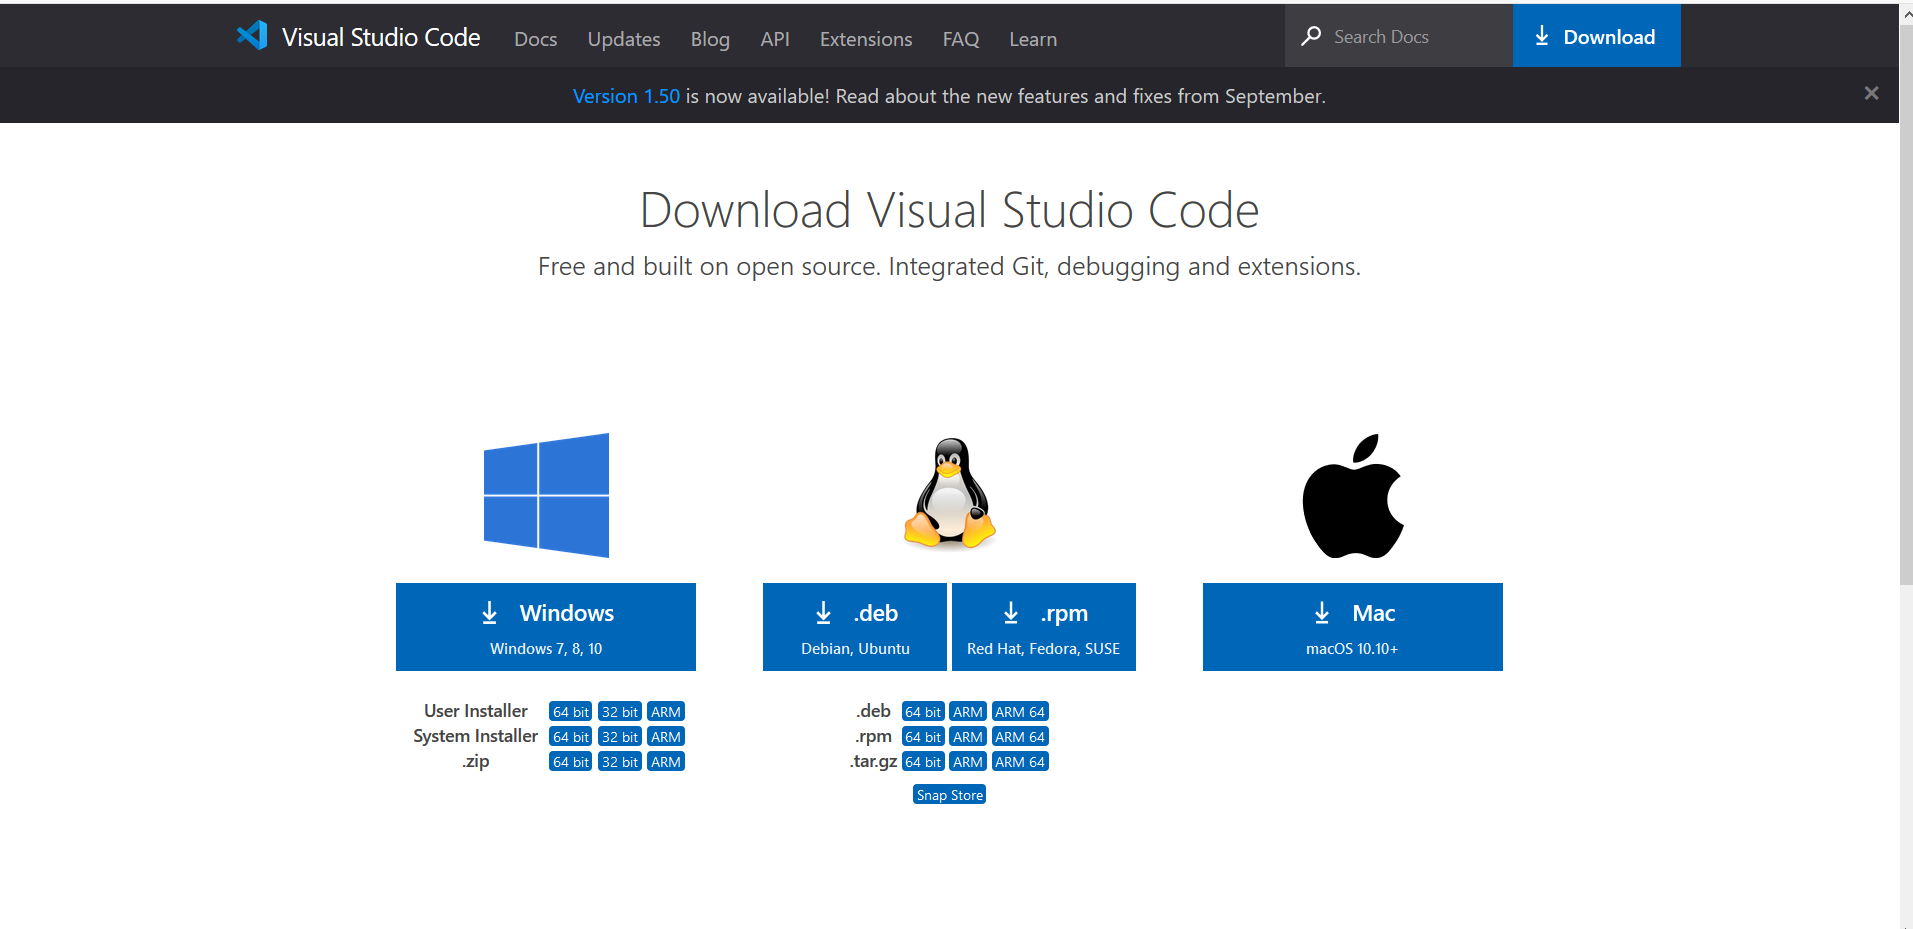 Visual Studio Code Docs Updates Blog API Extensions FAQ Learn Search Docs Download
Version 1.50 is now available! Read about the new features and fixes from September.
Download Visual Studio Code
Free and built on open source. Integrated Git, debugging and extensions.
Windows
Windows 7, 8, 10
User Installer 64 bit 32 bit ARM
System Installer 64 bit 32 bit ARM
.zip 64 bit 32 bit ARM
.deb
Debian, Ubuntu
.rpm
Red Hat, Fedora, SUSE
.deb 64 bit ARM ARM 64
.rpm 64 bit ARM ARM 64
.tar.gz 64 bit ARM ARM 64
Snap Store
Mac
macOS 10.10+